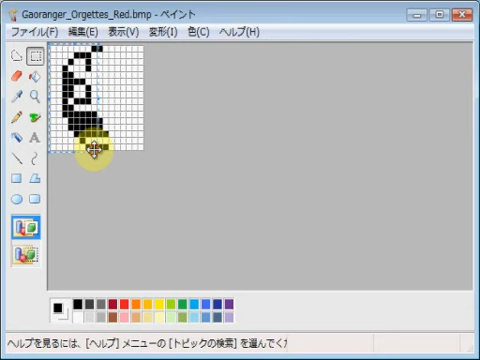 Gaoranger_Orgettes_Red.bmp - ペイント
ファイル(F) 編集(E) 表示(V) 変形(I) 色(C) ヘルプ(H)
A
ヘルプを見るには、[ヘルプ] メニューの [トピックの検索] を選んでくだ